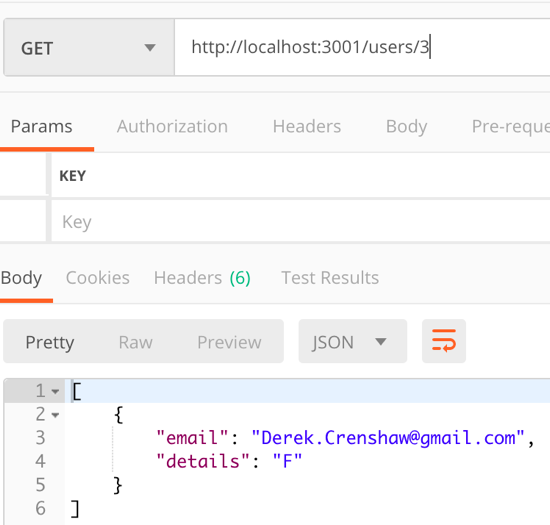 GET http://localhost:3001/users/3
Params Authorization Headers Body Pre-reque
KEY
Key
Body Cookies Headers (6) Test Results
Pretty Raw Preview JSON
1 [
2 {
3 "email": "Derek.Crenshaw@gmail.com",
4 "details": "F"
5 }
6 ]